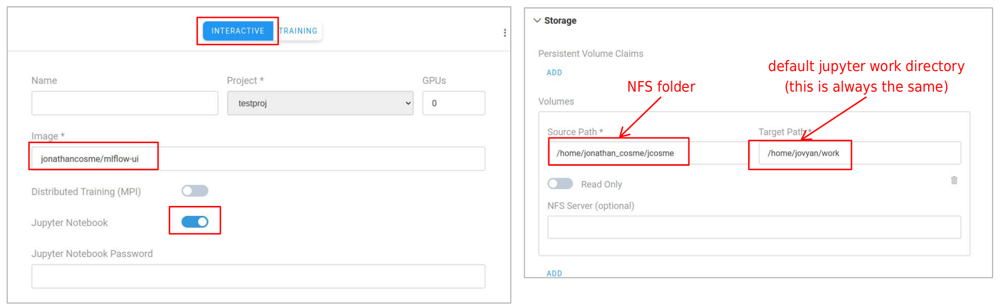 INTERACTIVE TRAINING
Name Project * GPUs
testproj 0
Image *
jonathancosme/mlflow-ui
Distributed Training (MPI)
Jupyter Notebook
Jupyter Notebook Password
Storage
Persistent Volume Claims
ADD
default jupyter work directory
(this is always the same)
NFS folder
Volumes
Source Path * Target Path *
/home/jonathan_cosme/jcosme /home/jovyan/work
Read Only
NFS Server (optional)
ADD